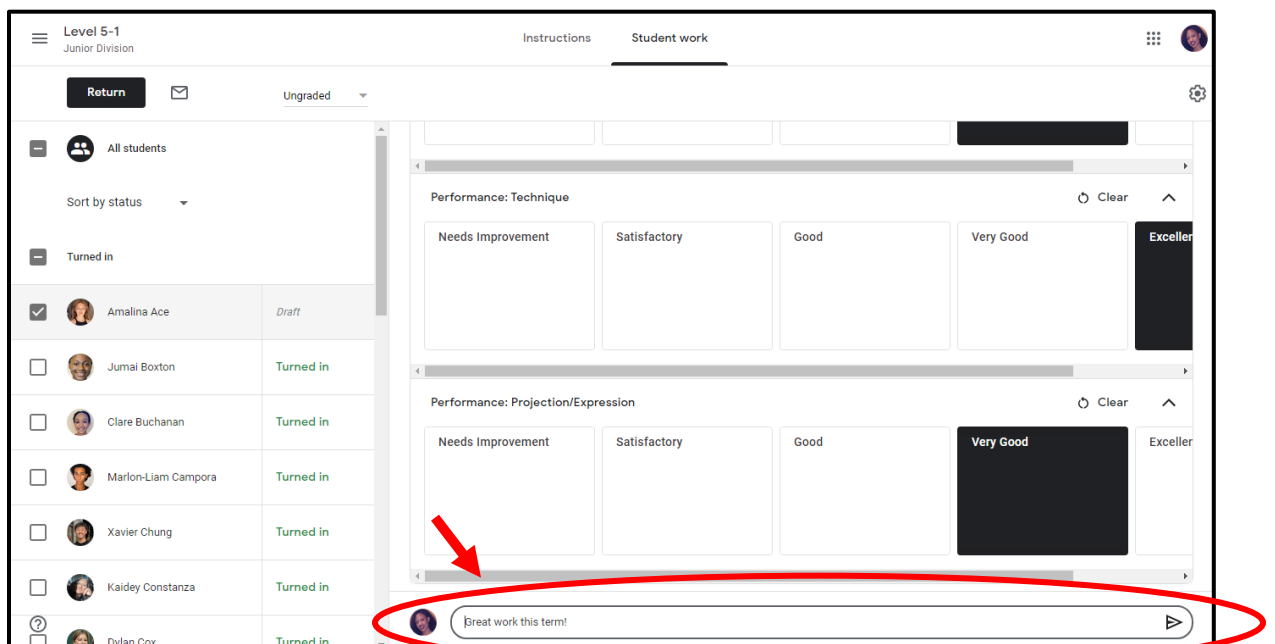 Level 5-1
Junior Division
Instructions
Student work
Return
Ungraded
All students
Sort by status
Turned in
Amalina Ace
Draft
Jumai Boxton
Turned in
Clare Buchanan
Turned in
Marlon-Liam Campora
Turned in
Xavier Chung
Turned in
Kaidey Constanza
Turned in
Dylan Cox
Turned in
Performance: Technique
Clear
Needs Improvement
Satisfactory
Good
Very Good
Excellen
Performance: Projection/Expression
Clear
Needs Improvement
Satisfactory
Good
Very Good
Excellen
Great work this term!